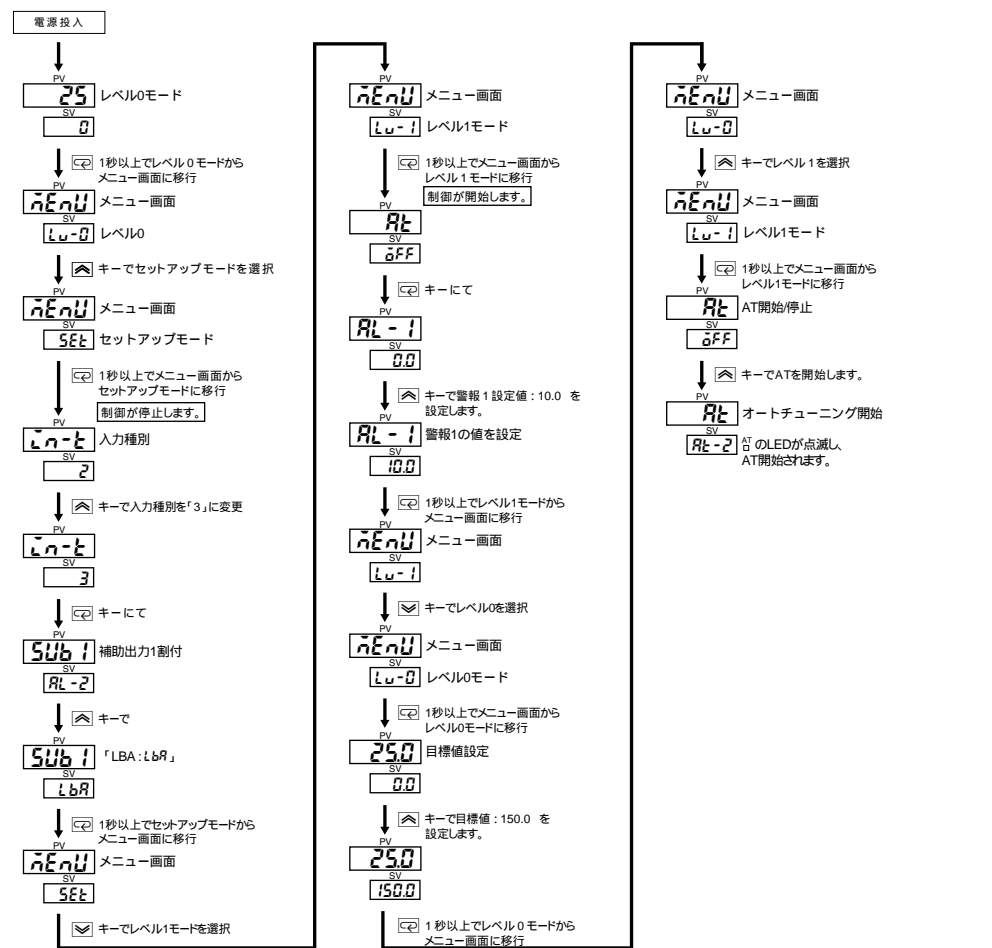 電源投入
PV
25 レベル0モード
SV
0
1秒以上でレベル0モードから
メニュー画面に移行
PV
MENU メニュー画面
SV
LV-0 レベル0
キーでセットアップモードを選択
PV
MENU メニュー画面
SV
SET セットアップモード
1秒以上でメニュー画面から
セットアップモードに移行
制御が停止します。
PV
IN-T 入力種別
SV
2
キーで入力種別を「3」に変更
PV
IN-T
SV
3
キーにて
PV
SUB1 補助出力1割付
SV
AL-2
キーで
PV
SUB1 「LBA:LBA」
SV
LBA
1秒以上でセットアップモードから
メニュー画面に移行
PV
MENU メニュー画面
SV
SET
キーでレベル1モードを選択
PV
MENU メニュー画面
SV
LV-1 レベル1モード
1秒以上でメニュー画面から
レベル1モードに移行
制御が開始します。
PV
AT
SV
OFF
キーにて
PV
AL-1
SV
0.0
キーで警報1設定値:10.0 を
設定します。
PV
AL-1 警報1の値を設定
SV
10.0
1秒以上でレベル1モードから
メニュー画面に移行
PV
MENU メニュー画面
SV
LV-1
キーでレベル0を選択
PV
MENU メニュー画面
SV
LV-0 レベル0モード
1秒以上でメニュー画面から
レベル0モードに移行
PV
25.0 目標値設定
SV
0.0
キーで目標値:150.0 を
設定します。
PV
25.0
SV
150.0
1秒以上でレベル0モードから
メニュー画面に移行
PV
MENU メニュー画面
SV
LV-0
キーでレベル1を選択
PV
MENU メニュー画面
SV
LV-1 レベル1モード
1秒以上でメニュー画面から
レベル1モードに移行
PV
AT AT開始/停止
SV
OFF
キーでATを開始します。
PV
AT オートチューニング開始
SV
AT-2 AT のLEDが点滅し、
AT開始されます。